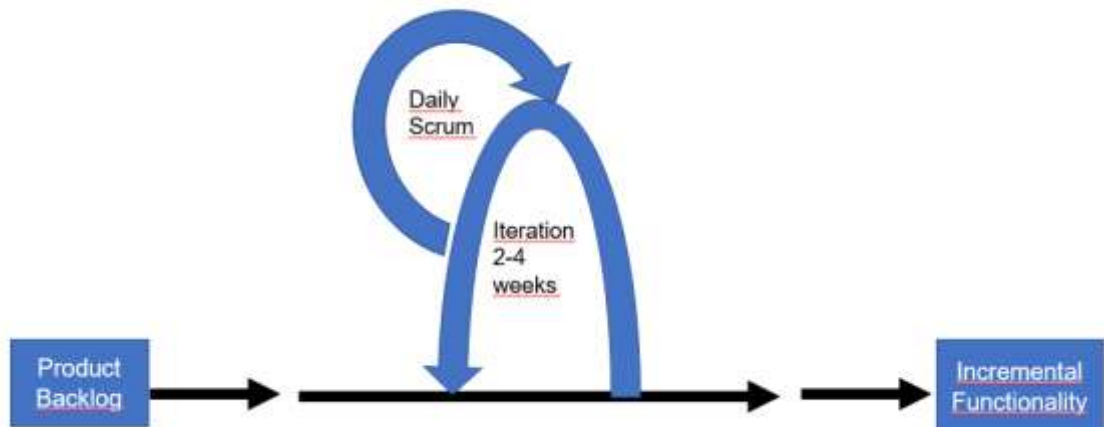 Daily
Scrum
Iteration
2-4
weeks
Product
Backlog
Incremental
Functionality